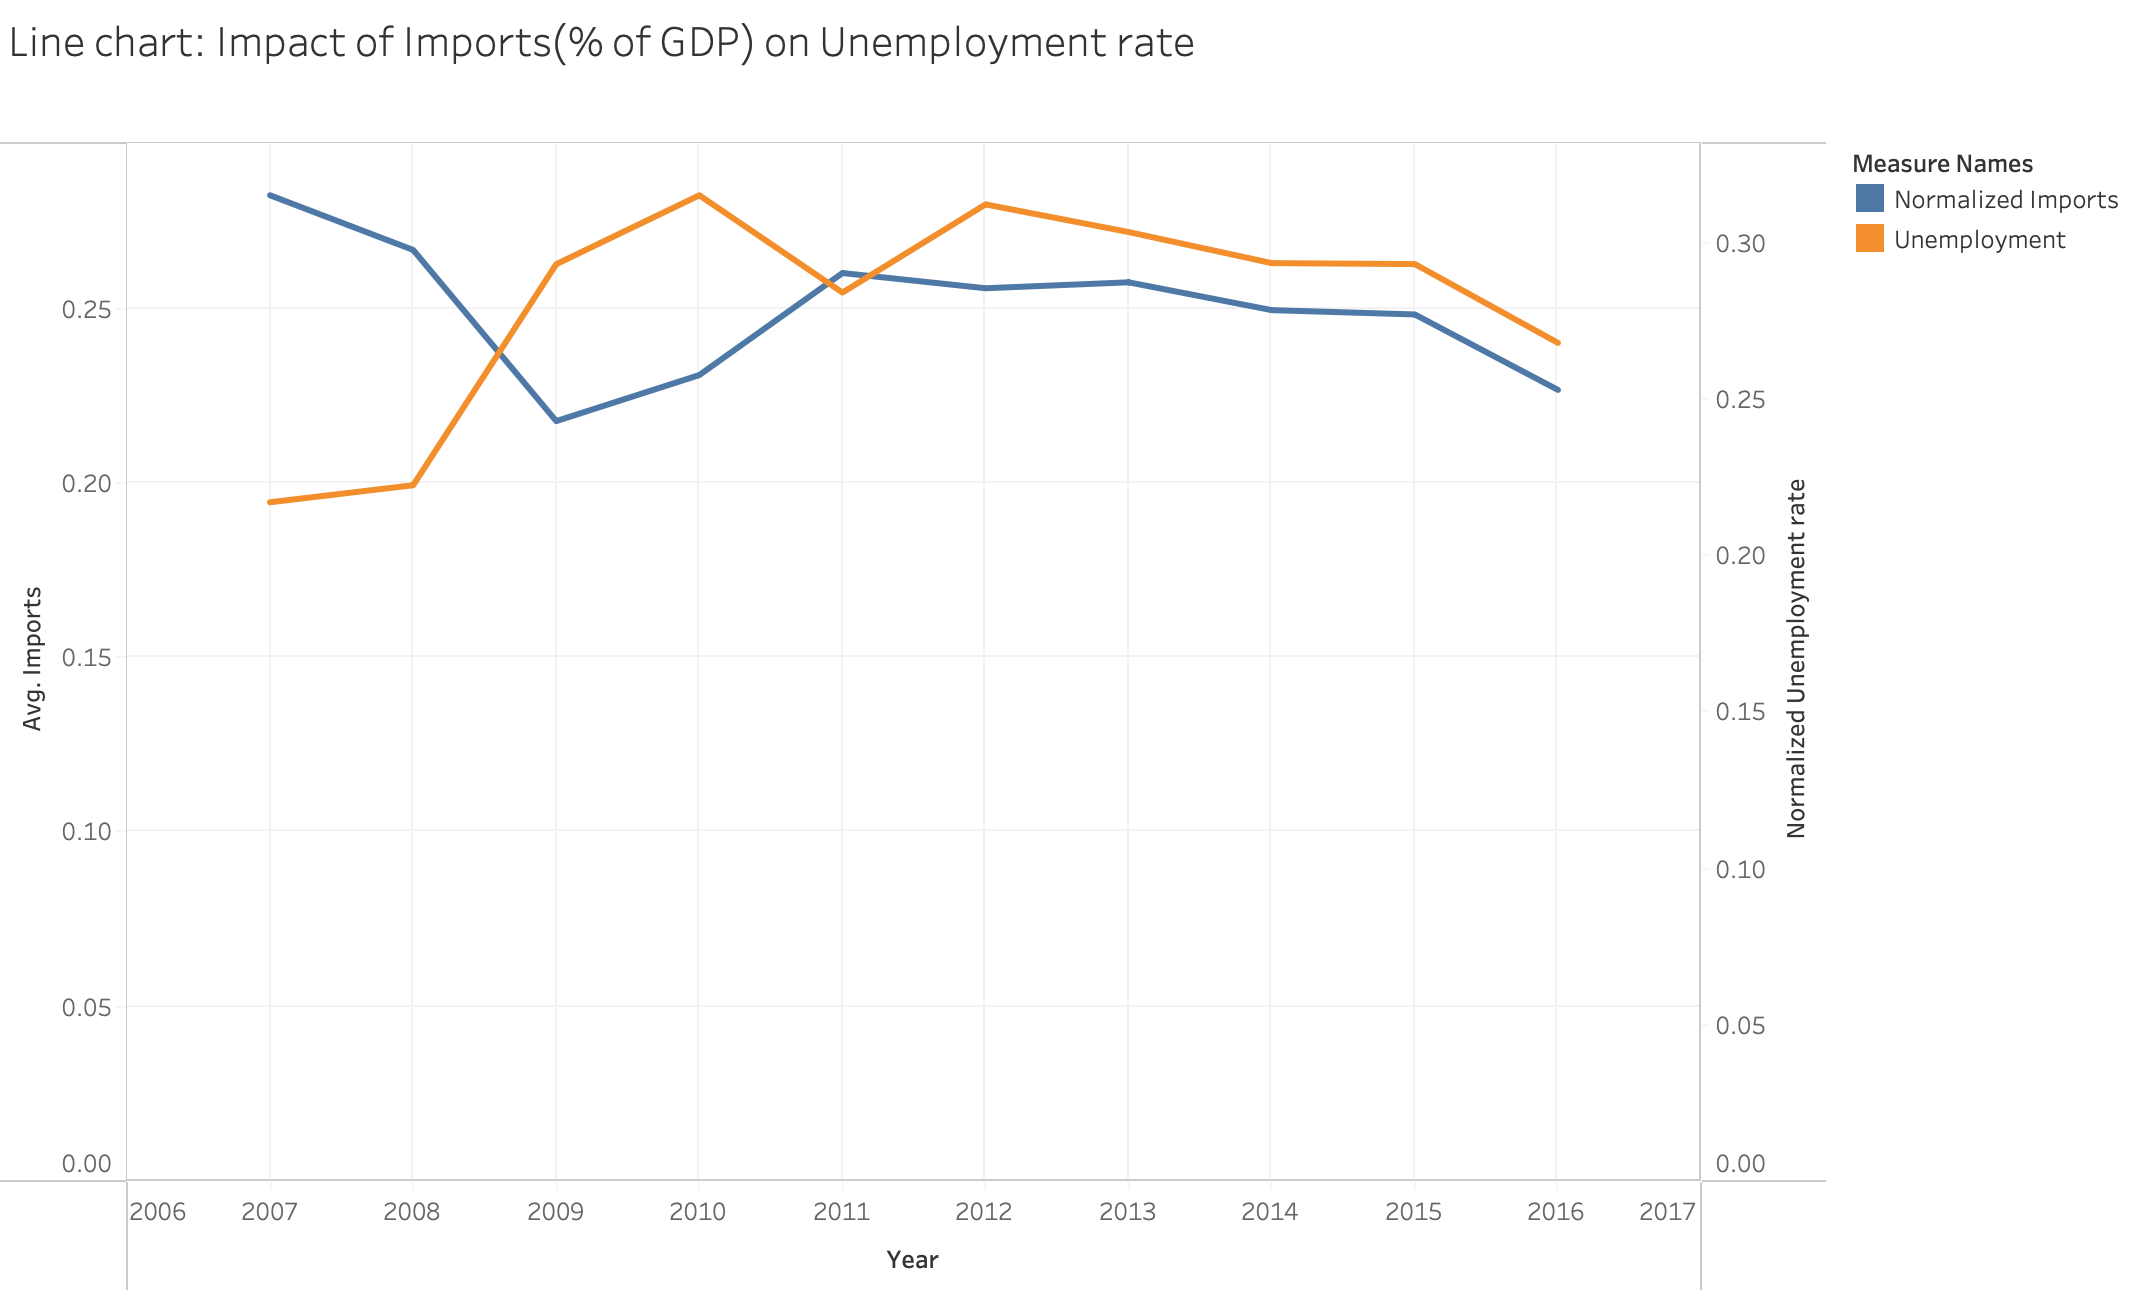 Line chart: Impact of Imports(% of GDP) on Unemployment rate
Measure Names
Normalized Imports
Unemployment
Avg. Imports
0.25
0.20
0.15
0.10
0.05
0.00
0.30
0.25
0.20
0.15
0.10
0.05
0.00
Normalized Unemployment rate
2006 2007 2008 2009 2010 2011 2012 2013 2014 2015 2016 2017
Year